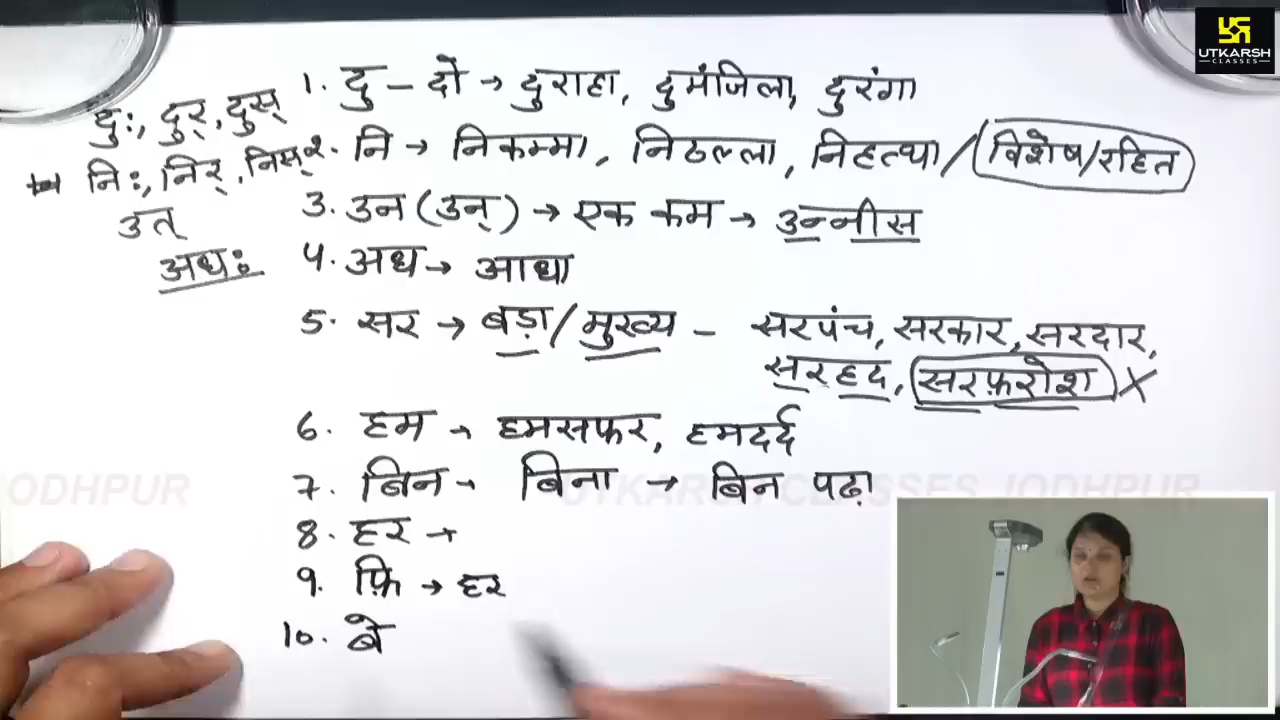 UTKARSH
CLASSES
दुः, दुर्, दुस्
निः, निर्, निस्
उत्
अधः
1. दु – दो → दुराहा, दुमंजिला, दुरंगा
२. नि → निकम्मा, निठल्ला, निहत्था / विशेष/रहित
3. उन (उन्) → एक कम → उन्नीस
4. अध → आधा
5. सर → बड़ा / मुख्य – सरपंच, सरकार, सरदार,
सरहद, सरफ़रोश X
6. हम → हमसफर, हमदर्द
7. बिन → बिना → बिन पढ़ा
JODHPUR UTKARSH CLASSES JODHPUR
8. हर →
9. फ़ि → हर
10. बे